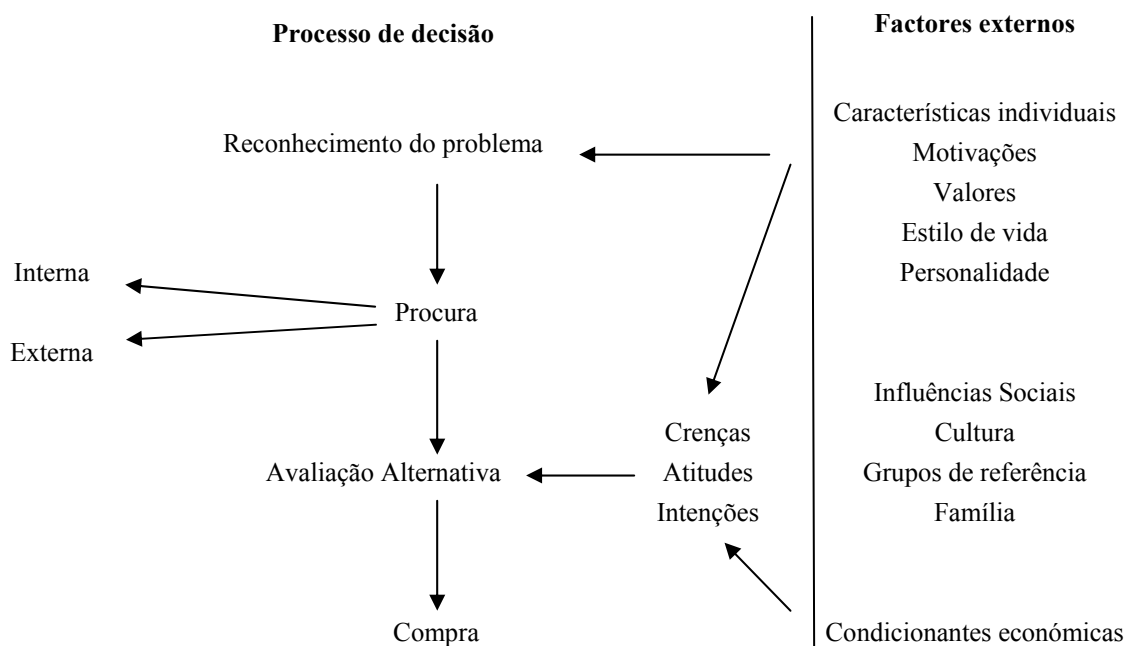 Processo de decisão
Reconhecimento do problema
Interna
Externa
Procura
Avaliação Alternativa
Compra
Crenças
Atitudes
Intenções
Factores externos
Características individuais
Motivações
Valores
Estilo de vida
Personalidade
Influências Sociais
Cultura
Grupos de referência
Família
Condicionantes económicas